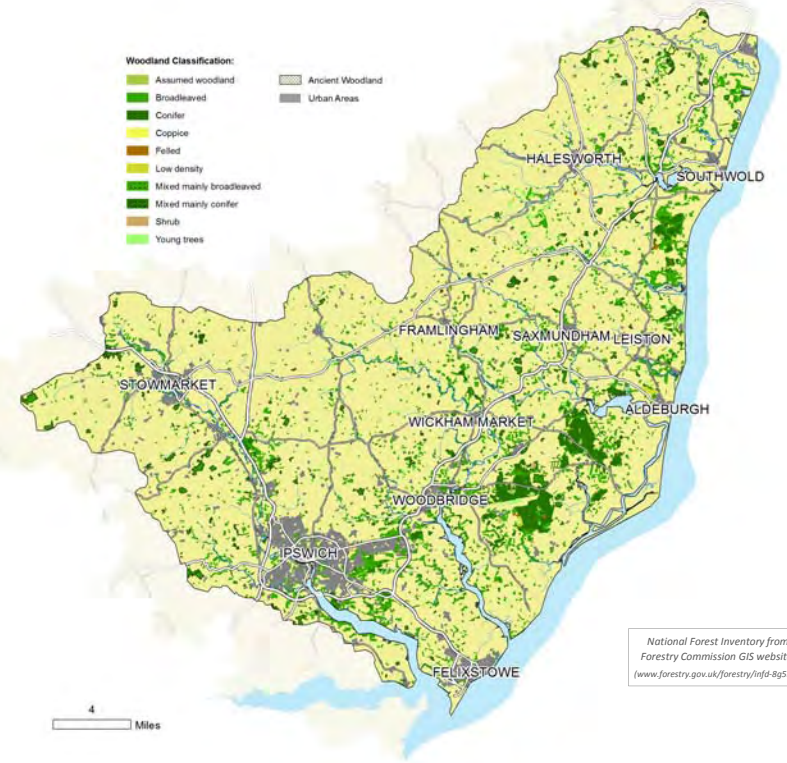 Woodland Classification:
Assumed woodland
Broadleaved
Conifer
Coppice
Felled
Low density
Mixed mainly broadleaved
Mixed mainly conifer
Shrub
Young trees
Ancient Woodland
Urban Areas
HALESWORTH
SOUTHWOLD
FRAMLINGHAM
SAXMUNDHAM
LEISTON
STOWMARKET
ALDEBURGH
WICKHAM MARKET
WOODBRIDGE
IPSWICH
FELIXSTOWE
National Forest Inventory from
Forestry Commission GIS websit
(www.forestry.gov.uk/forestry/infd-8g5
4
Miles